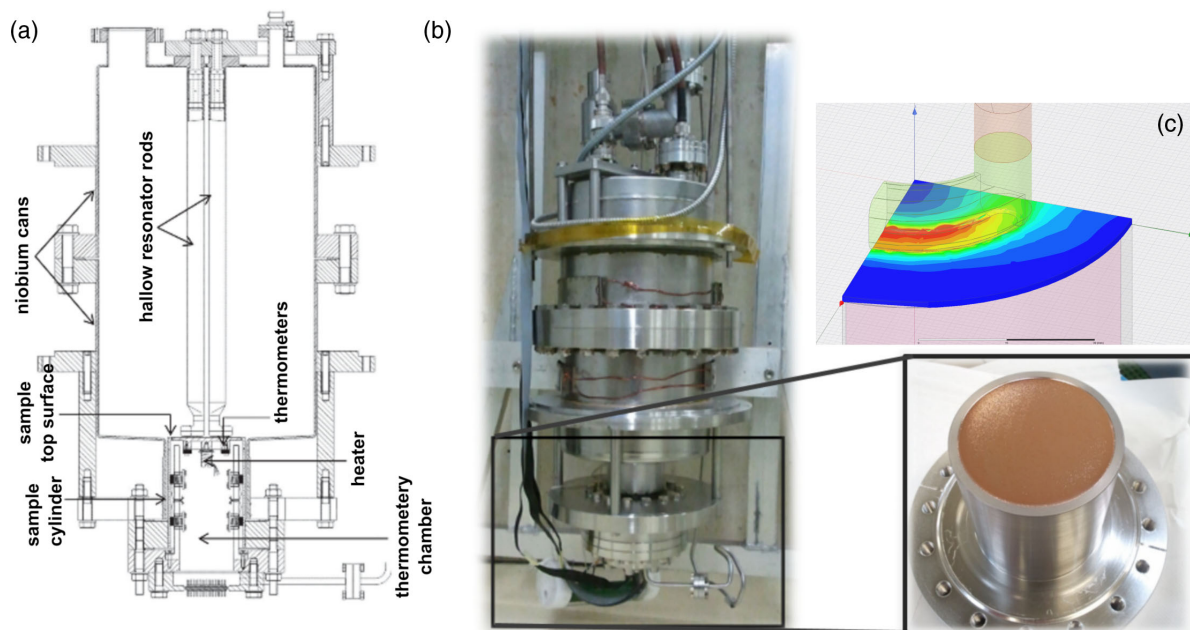 (a)
(b)
(c)
niobium cans
hallow resonator rods
thermometers
sample
top surface
heater
sample
cylinder
thermometery
chamber